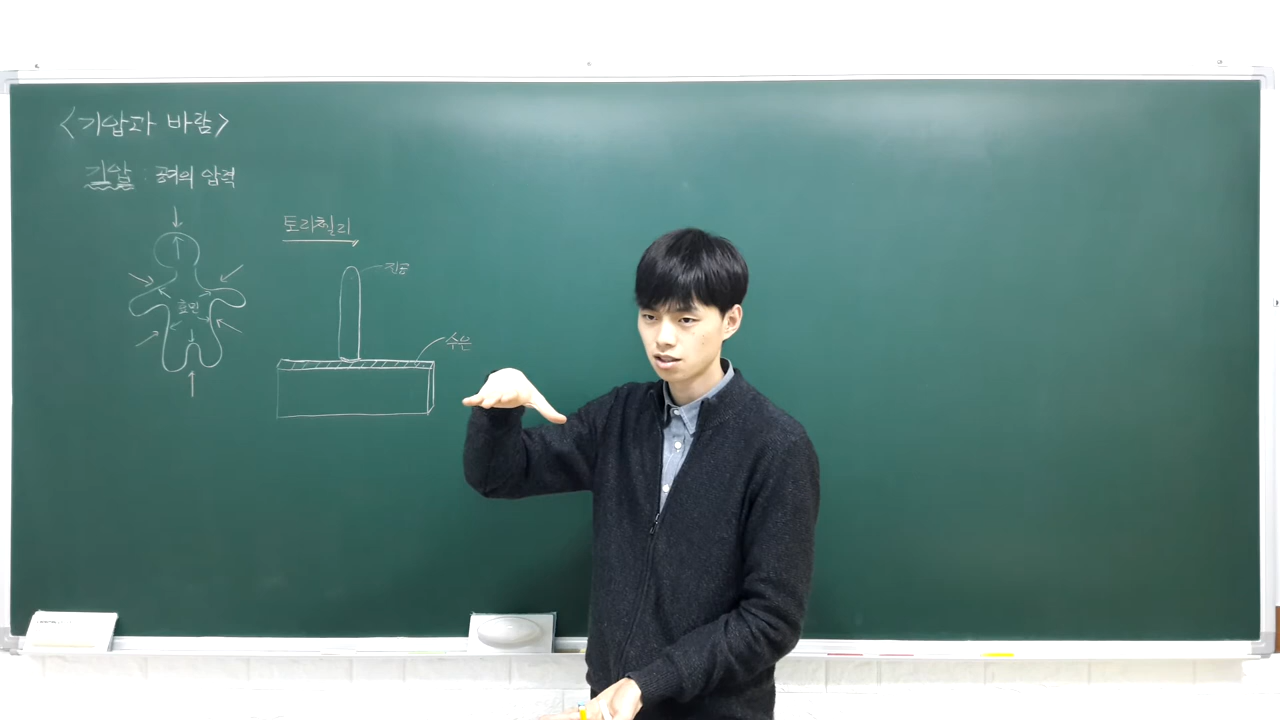 <기압과 바람>
기압 : 공기의 압력
토리첼리
진공
수은